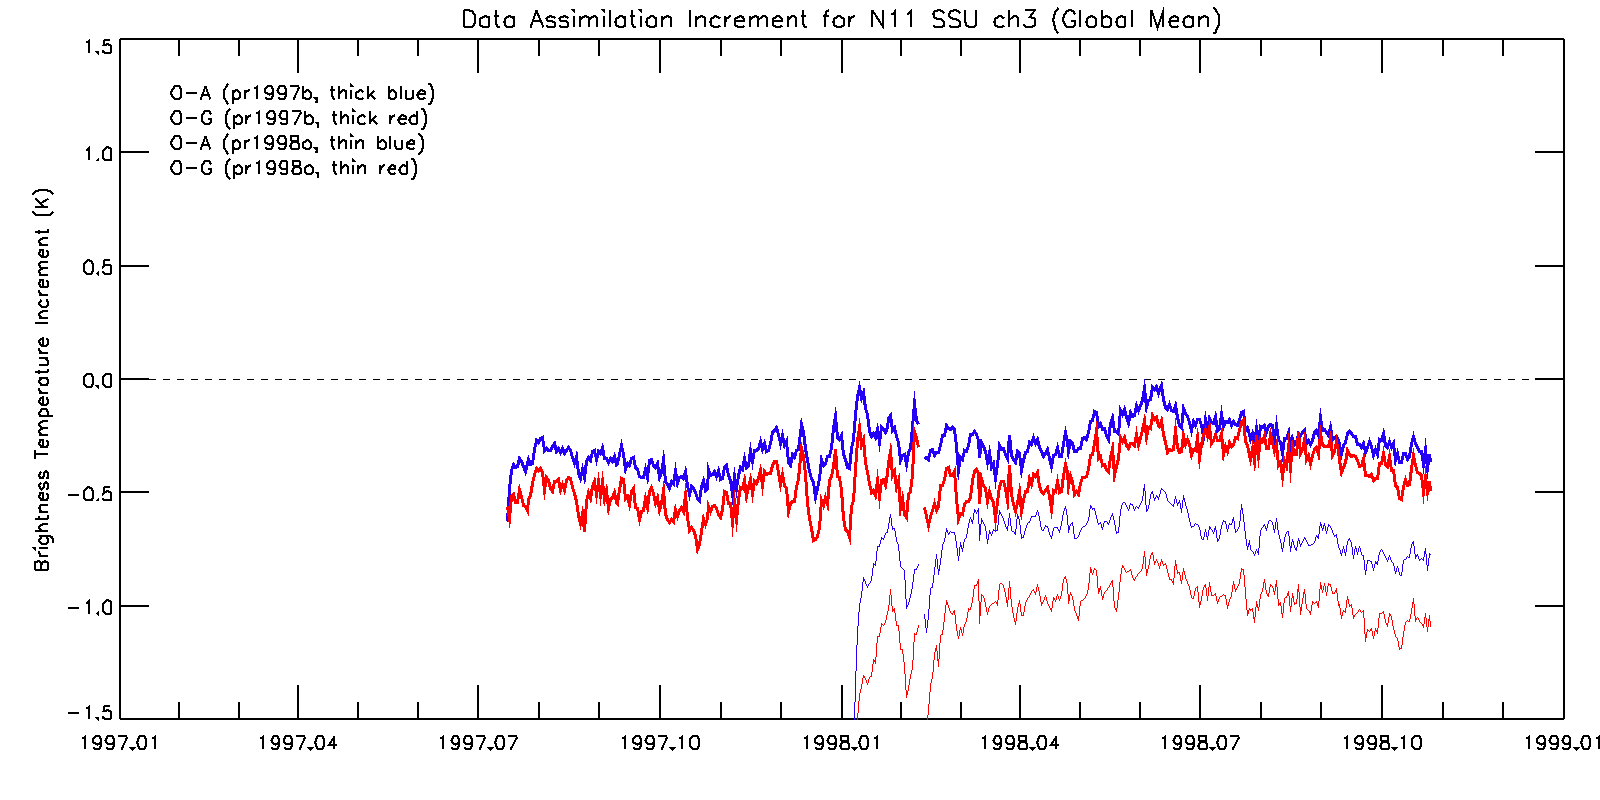 Data Assimilation Increment for N11 SSU ch3 (Global Mean)
O-A (pr1997b, thick blue)
O-G (pr1997b, thick red)
O-A (pr1998o, thin blue)
O-G (pr1998o, thin red)
Brightness Temperature Increment (K)
1.5
1.0
0.5
0.0
-0.5
-1.0
-1.5
1997.01 1997.04 1997.07 1997.10 1998.01 1998.04 1998.07 1998.10 1999.01